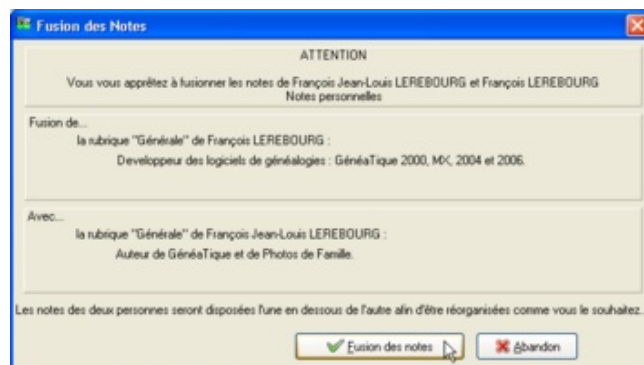 Fusion des Notes
ATTENTION
Vous vous apprêtez à fusionner les notes de François Jean-Louis LEREBOURG et François LEREBOURG
Notes personnelles
Fusion de...
la rubrique "Générale" de François LEREBOURG :
Developpeur des logiciels de généalogies : GénéaTique 2000, MX, 2004 et 2006.
Avec...
la rubrique "Générale" de François Jean-Louis LEREBOURG :
Auteur de GénéaTique et de Photos de Famille.
Les notes des deux personnes seront disposées l'une en dessous de l'autre afin d'être réorganisées comme vous le souhaitez.
Fusion des notes
Abandon